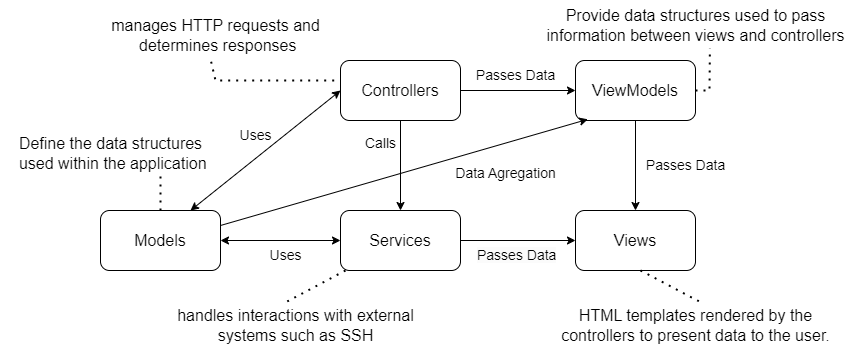 Provide data structures used to pass
information between views and controllers
manages HTTP requests and
determines responses
Controllers
Passes Data
ViewModels
Uses
Calls
Define the data structures
used within the application
Data Agregation
Passes Data
Models
Uses
Services
Passes Data
Views
handles interactions with external
systems such as SSH
HTML templates rendered by the
controllers to present data to the user.